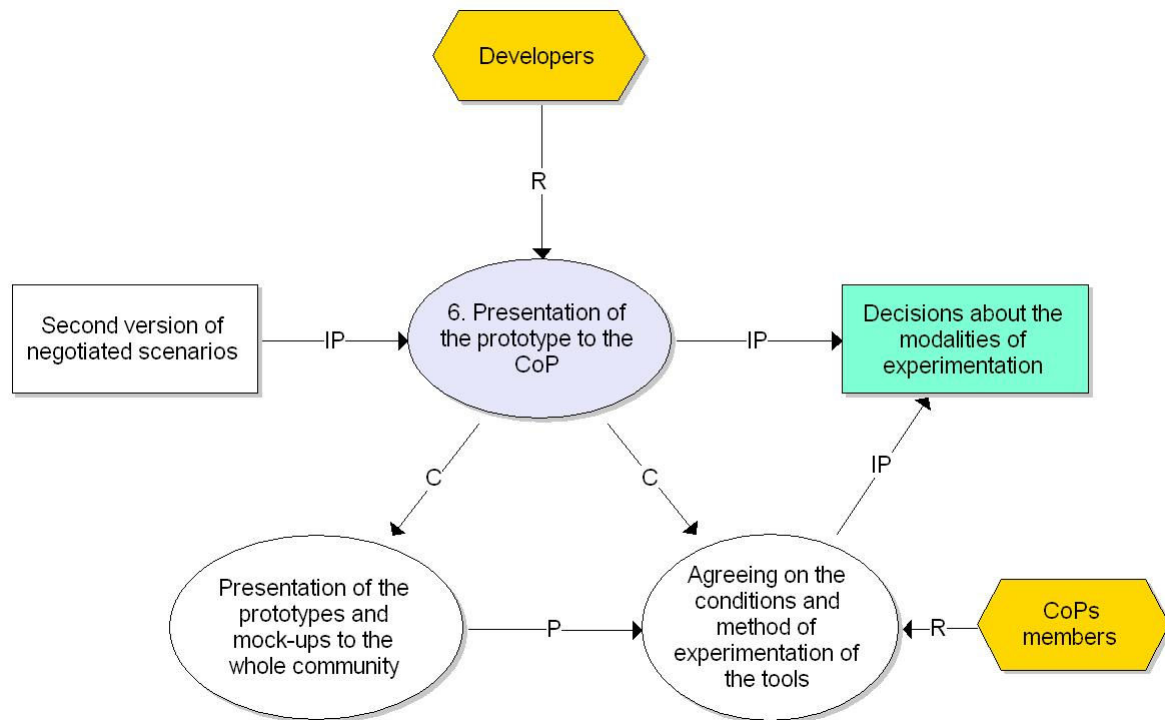 Developers
R
Second version of
negotiated scenarios
IP
6. Presentation of
the prototype to the
CoP
IP
Decisions about the
modalities of
experimentation
C
C
IP
Presentation of the
prototypes and
mock-ups to the
whole community
P
Agreeing on the
conditions and
method of
experimentation of
the tools
R
CoPs
members